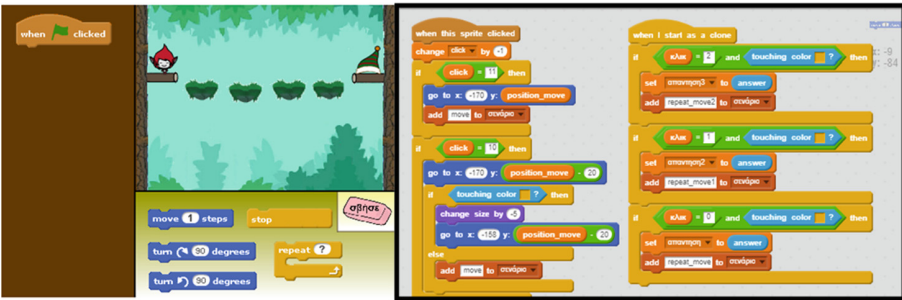 when clicked
move 1 steps
stop
σβήσε
turn 90 degrees
repeat ?
turn 90 degrees
when this sprite clicked
change click by -1
if click = 11 then
go to x: -170 y: position_move
add move to σενάριο
if click = 10 then
go to x: -170 y: position_move - 20
if touching color ? then
change size by -5
go to x: -158 y: position_move - 20
else
add move to σενάριο
when I start as a clone
if κλικ = 2 and touching color ? then
set απαντηση3 to answer
add repeat_move2 to σενάριο
if κλικ = 1 and touching color ? then
set απαντηση2 to answer
add repeat_move1 to σενάριο
if κλικ = 0 and touching color ? then
set απαντηση to answer
add repeat_move to σενάριο
x: -9
y: -84